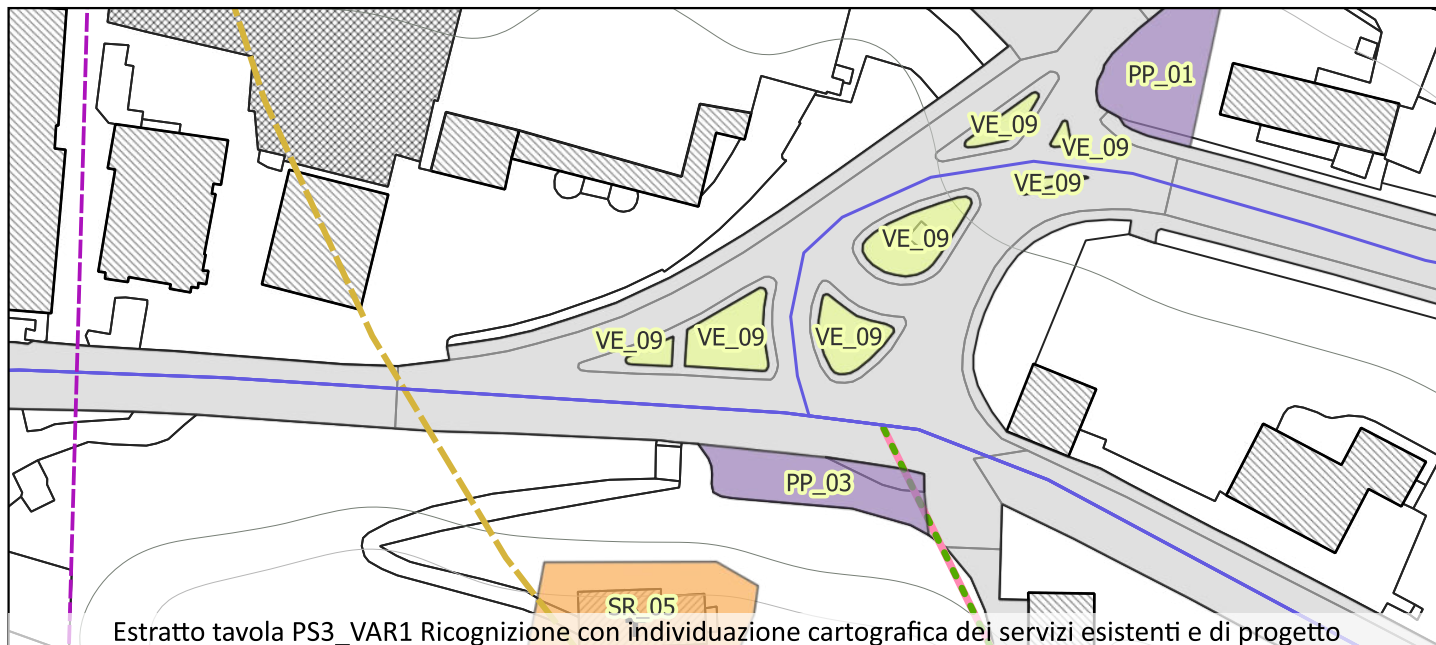 PP_01
VE_09
VE_09
VE_09
VE_09
VE_09
VE_09
VE_09
PP_03
SR_05
Estratto tavola PS3_VAR1 Ricognizione con individuazione cartografica dei servizi esistenti e di progetto